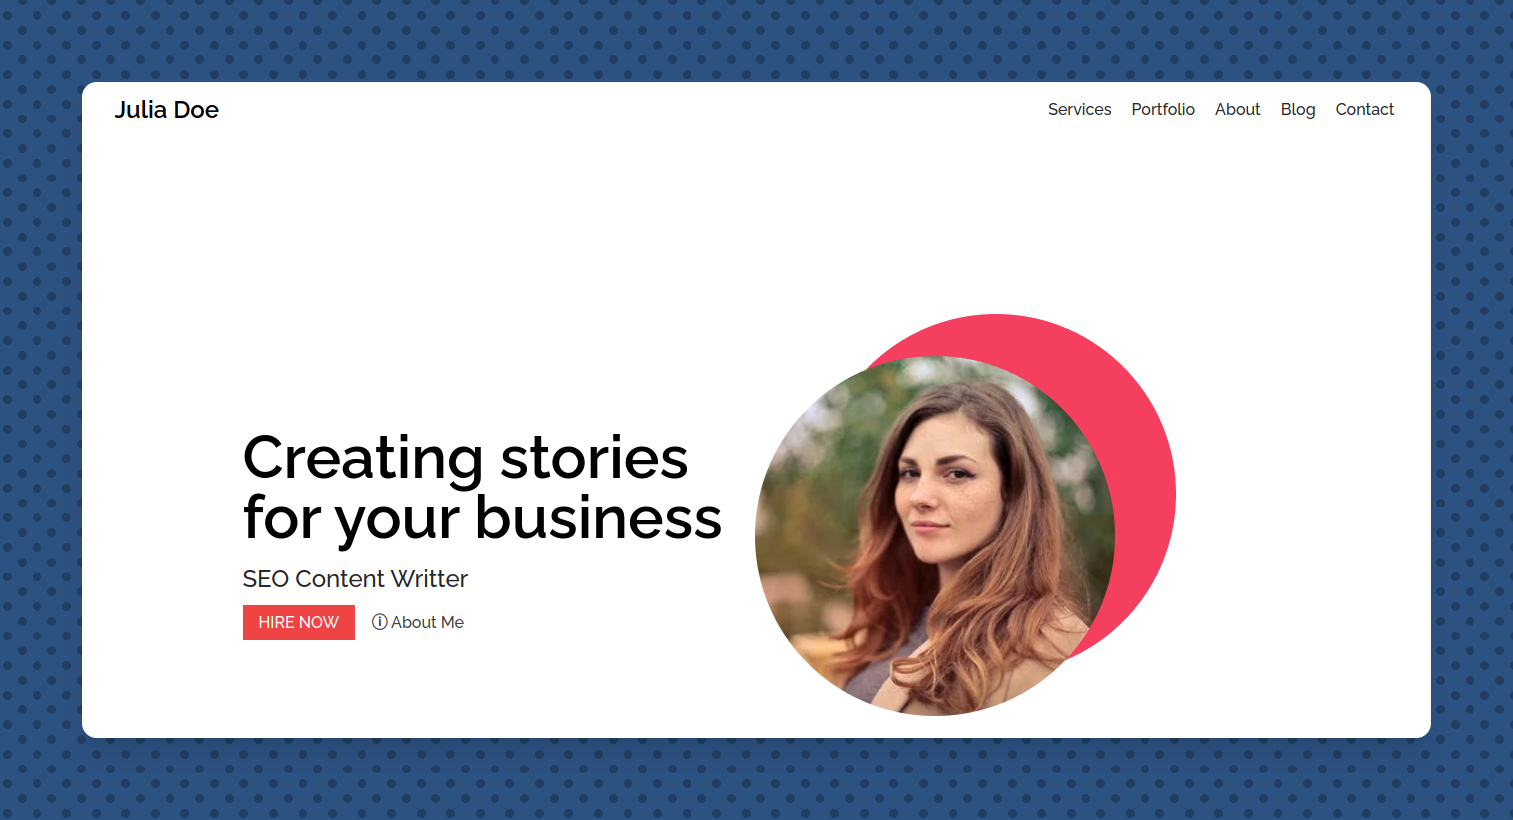 Julia Doe
Services Portfolio About Blog Contact
Creating stories
for your business
SEO Content Writter
HIRE NOW
About Me